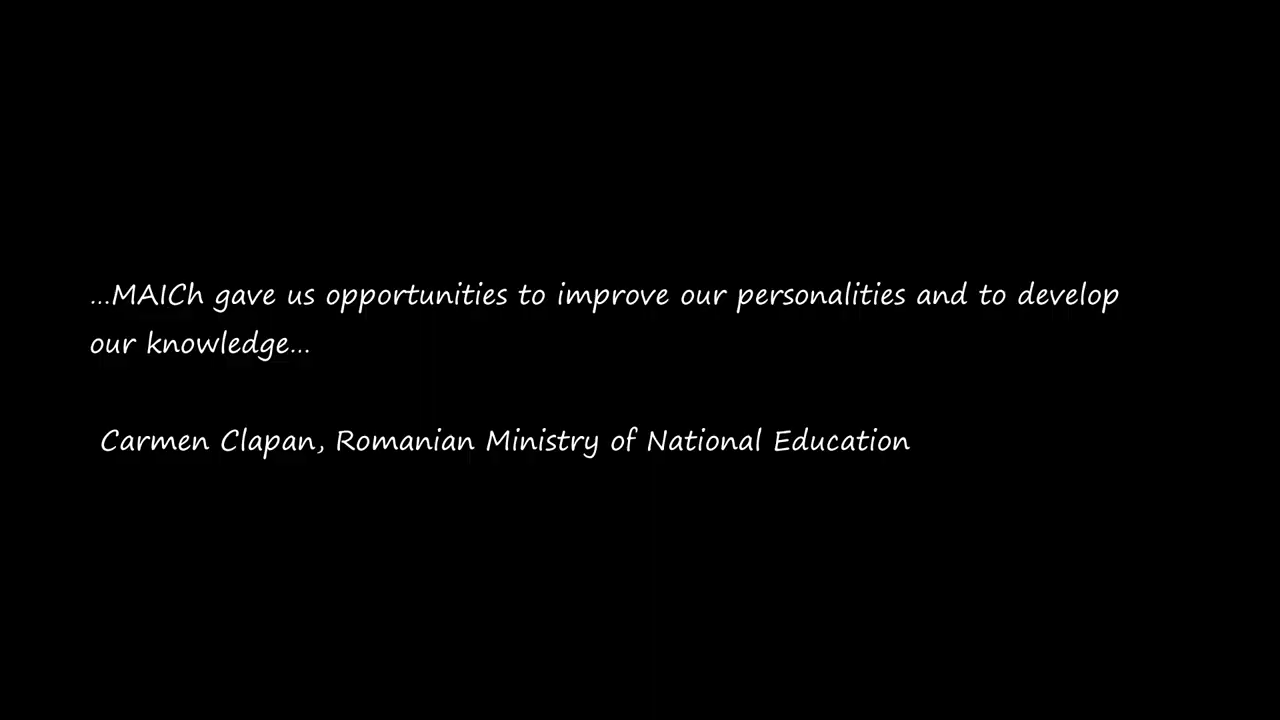 ...MAICh gave us opportunities to improve our personalities and to develop
our knowledge...
Carmen Clapan, Romanian Ministry of National Education